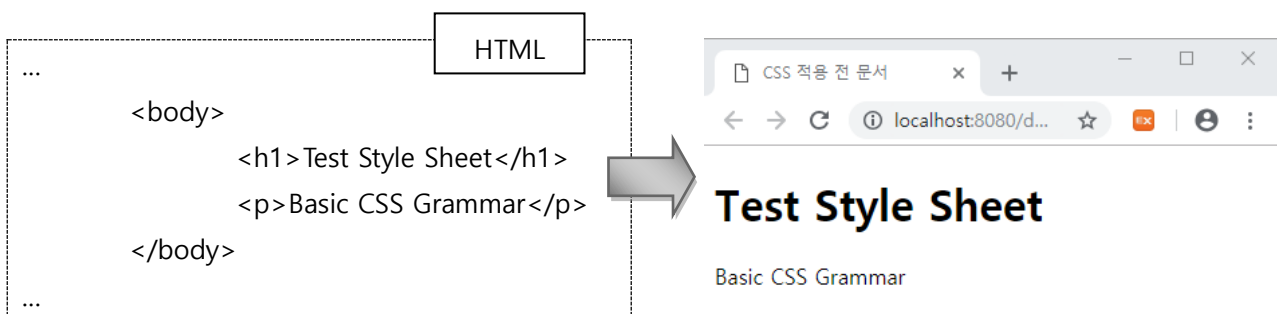 HTML
...
<body>
<h1>Test Style Sheet</h1>
<p>Basic CSS Grammar</p>
</body>
...
CSS 적용 전 문서
localhost:8080/d...
EX
Test Style Sheet
Basic CSS Grammar